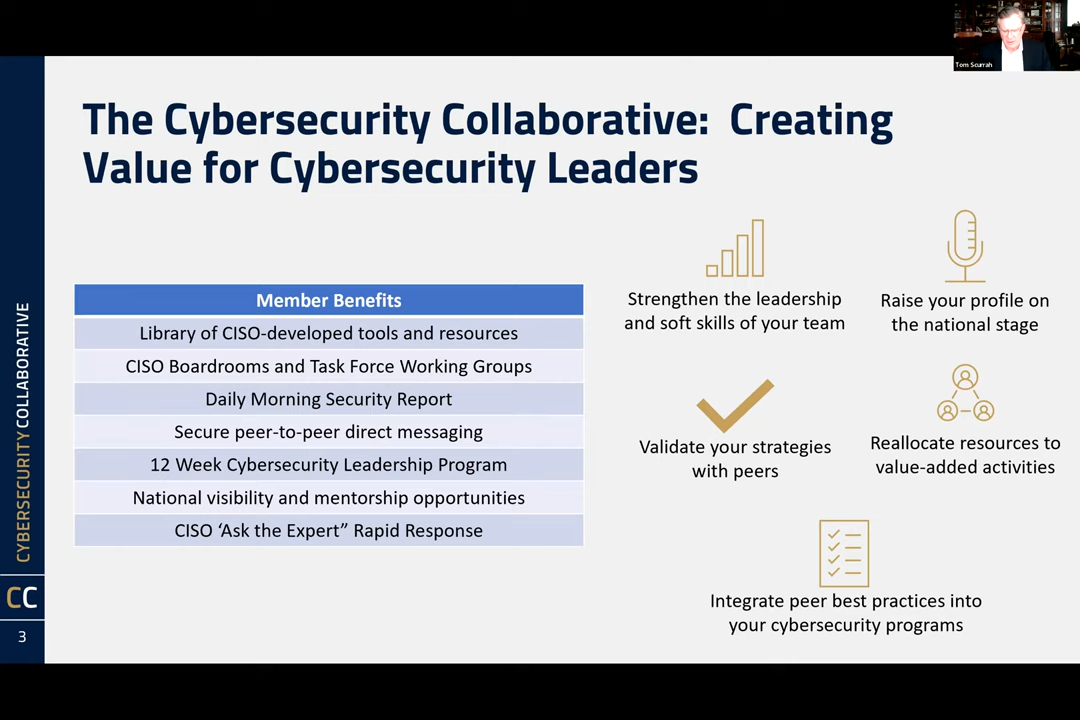 Tom Scurrah
The Cybersecurity Collaborative:  Creating
Value for Cybersecurity Leaders
Member Benefits
Library of CISO-developed tools and resources
CISO Boardrooms and Task Force Working Groups
Daily Morning Security Report
Secure peer-to-peer direct messaging
12 Week Cybersecurity Leadership Program
National visibility and mentorship opportunities
CISO ‘Ask the Expert” Rapid Response
Strengthen the leadership
and soft skills of your team
Raise your profile on
the national stage
Validate your strategies
with peers
Reallocate resources to
value-added activities
Integrate peer best practices into
your cybersecurity programs
CYBERSECURITY COLLABORATIVE
CC
3